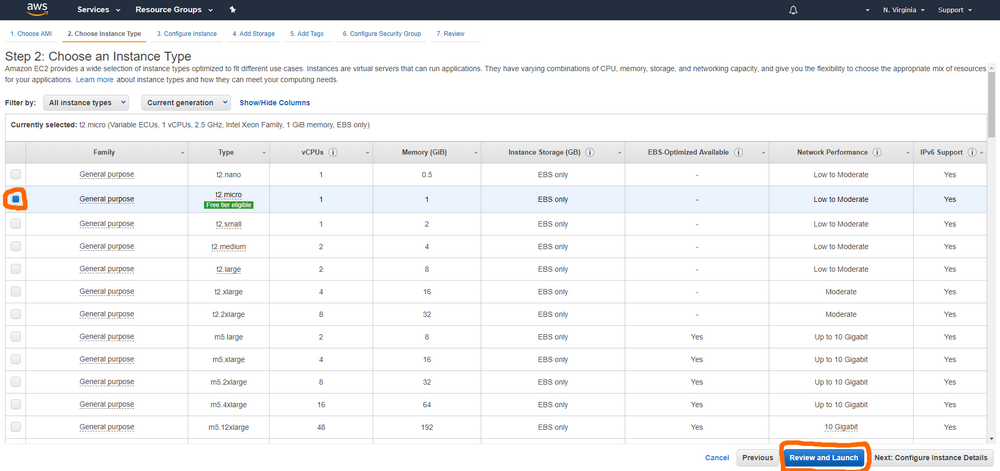 aws Services Resource Groups N. Virginia Support
1. Choose AMI 2. Choose Instance Type 3. Configure Instance 4. Add Storage 5. Add Tags 6. Configure Security Group 7. Review
Step 2: Choose an Instance Type
Amazon EC2 provides a wide selection of instance types optimized to fit different use cases. Instances are virtual servers that can run applications. They have varying combinations of CPU, memory, storage, and networking capacity, and give you the flexibility to choose the appropriate mix of resources
for your applications. Learn more about instance types and how they can meet your computing needs.
Filter by: All instance types Current generation Show/Hide Columns
Currently selected: t2.micro (Variable ECUs, 1 vCPUs, 2.5 GHz, Intel Xeon Family, 1 GiB memory, EBS only)
Family Type vCPUs Memory (GiB) Instance Storage (GB) EBS-Optimized Available Network Performance IPv6 Support
General purpose t2.nano 1 0.5 EBS only - Low to Moderate Yes
General purpose t2.micro 1 1 EBS only - Low to Moderate Yes
Free tier eligible
General purpose t2.small 1 2 EBS only - Low to Moderate Yes
General purpose t2.medium 2 4 EBS only - Low to Moderate Yes
General purpose t2.large 2 8 EBS only - Low to Moderate Yes
General purpose t2.xlarge 4 16 EBS only - Moderate Yes
General purpose t2.2xlarge 8 32 EBS only - Moderate Yes
General purpose m5.large 2 8 EBS only Yes Up to 10 Gigabit Yes
General purpose m5.xlarge 4 16 EBS only Yes Up to 10 Gigabit Yes
General purpose m5.2xlarge 8 32 EBS only Yes Up to 10 Gigabit Yes
General purpose m5.4xlarge 16 64 EBS only Yes Up to 10 Gigabit Yes
General purpose m5.12xlarge 48 192 EBS only Yes 10 Gigabit Yes
Cancel Previous Review and Launch Next: Configure Instance Details